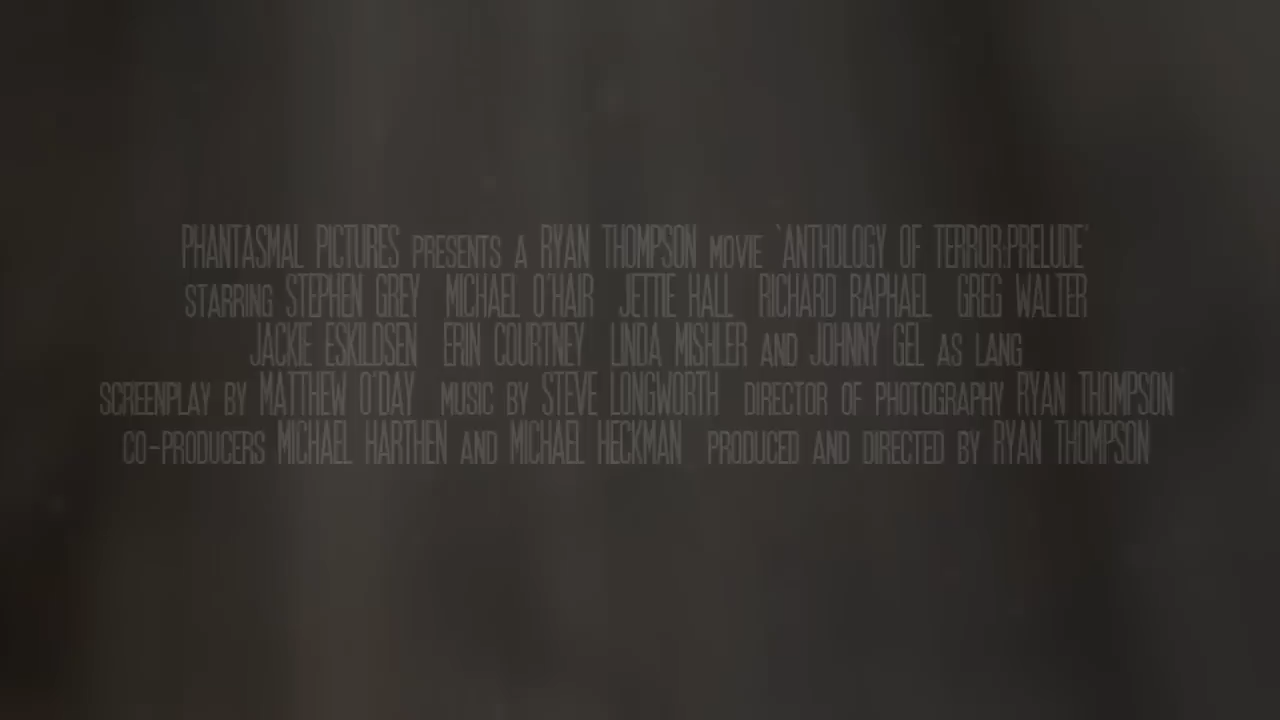 PHANTASMAL PICTURES PRESENTS A RYAN THOMPSON MOVIE 'ANTHOLOGY OF TERROR:PRELUDE'
STARRING STEPHEN GREY MICHAEL O'HAIR JETTIE HALL RICHARD RAPHAEL GREG WALTER
JACKIE ESKILDSEN ERIN COURTNEY LINDA MISHLER AND JOHNNY GEL AS LANG
SCREENPLAY BY MATTHEW O'DAY MUSIC BY STEVE LONGWORTH DIRECTOR OF PHOTOGRAPHY RYAN THOMPSON
CO-PRODUCERS MICHAEL HARTHEN AND MICHAEL HECKMAN PRODUCED AND DIRECTED BY RYAN THOMPSON